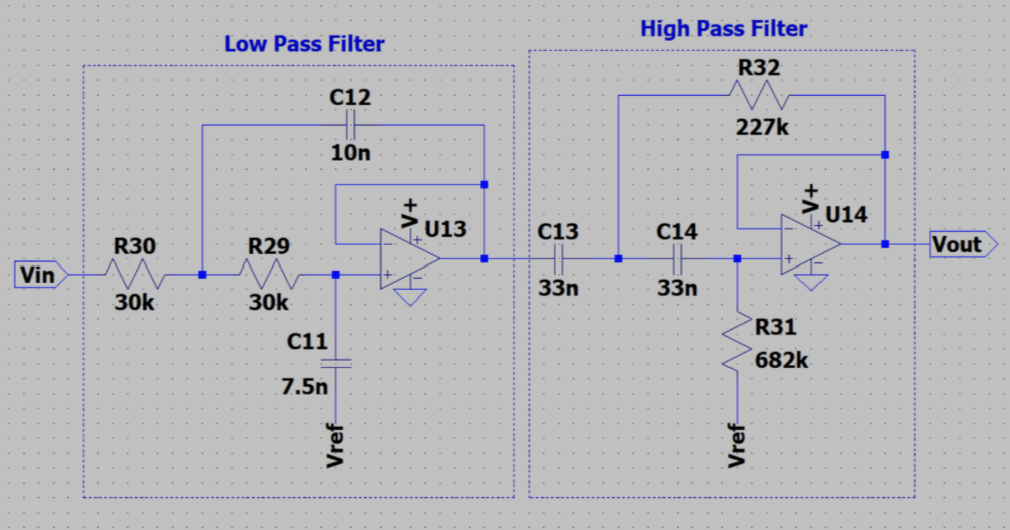 Low Pass Filter
High Pass Filter
C12
10n
R32
227k
R30
30k
R29
30k
V+
U13
C13
33n
C14
33n
V+
U14
Vin
Vout
C11
7.5n
R31
682k
Vref
Vref